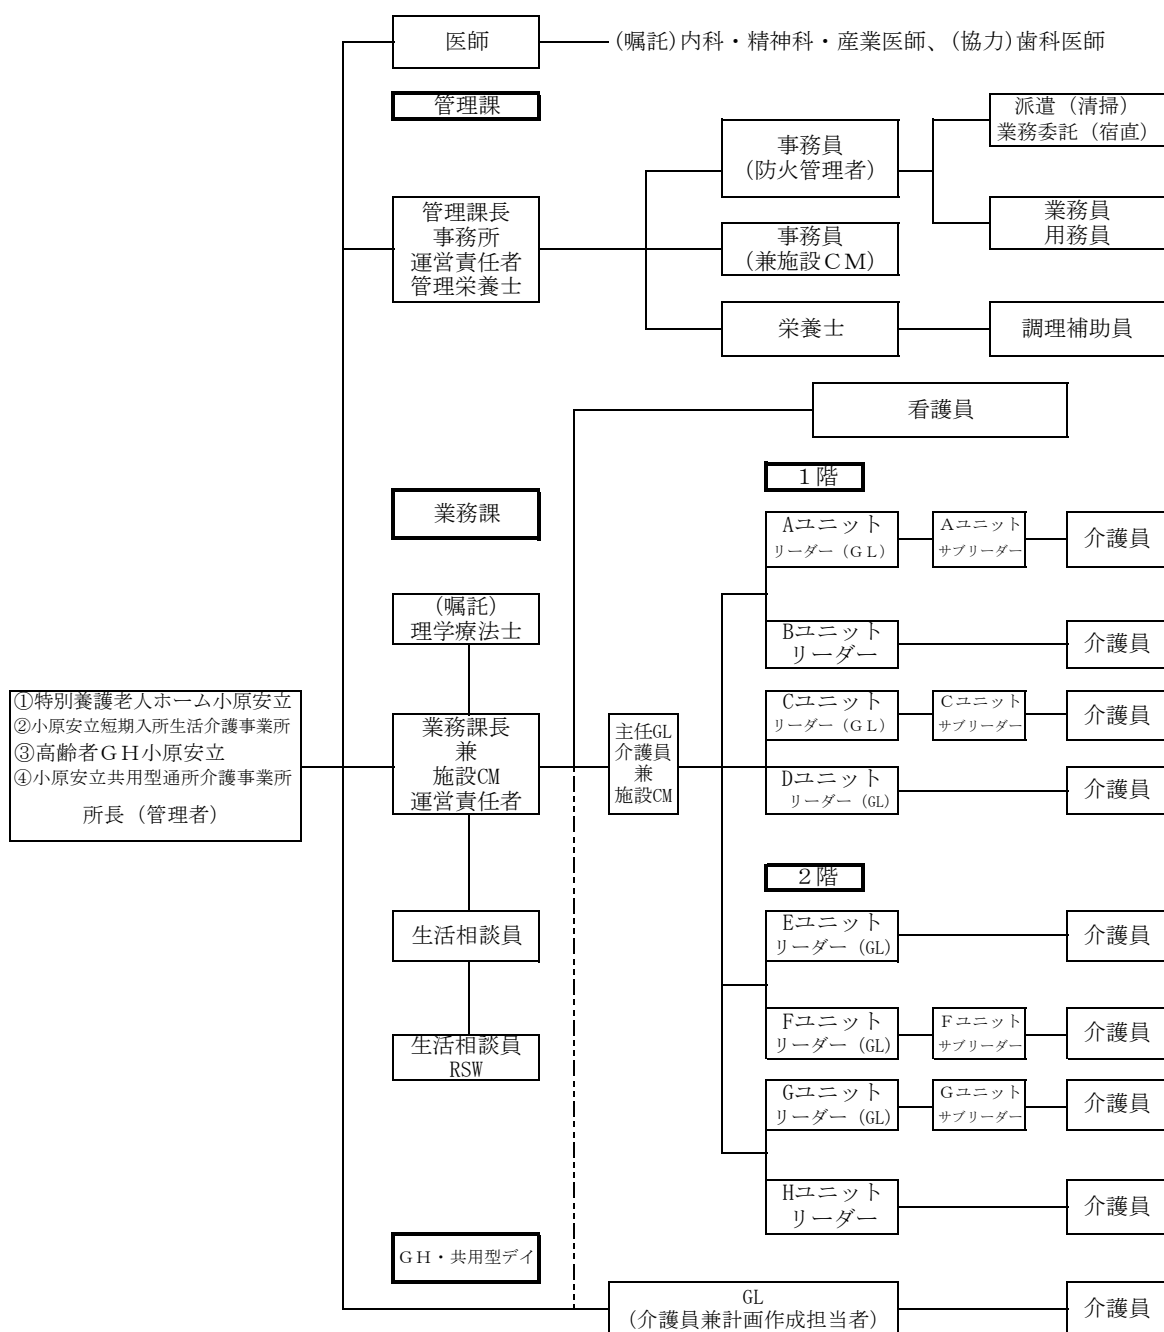 医師
(嘱託)内科・精神科・産業医師、(協力)歯科医師
管理課
派遣（清掃）
業務委託（宿直）
事務員
（防火管理者）
業務員
用務員
管理課長
事務所
運営責任者
管理栄養士
事務員
（兼施設ＣＭ）
栄養士
調理補助員
看護員
１階
業務課
Aユニット
リーダー（ＧＬ）
Ａユニット
サブリーダー
介護員
(嘱託)
理学療法士
Bユニット
リーダー
介護員
①特別養護老人ホーム小原安立
②小原安立短期入所生活介護事業所
③高齢者ＧＨ小原安立
④小原安立共用型通所介護事業所
所長（管理者）
業務課長
兼
施設CM
運営責任者
主任GL
介護員
兼
施設CM
Cユニット
リーダー（ＧＬ）
Ｃユニット
サブリーダー
介護員
Dユニット
リーダー（GL）
介護員
２階
生活相談員
Eユニット
リーダー（GL）
介護員
生活相談員
RSW
Fユニット
リーダー（GL）
Ｆユニット
サブリーダー
介護員
Gユニット
リーダー（GL）
Ｇユニット
サブリーダー
介護員
Hユニット
リーダー
介護員
ＧＨ・共用型デイ
GL
（介護員兼計画作成担当者）
介護員